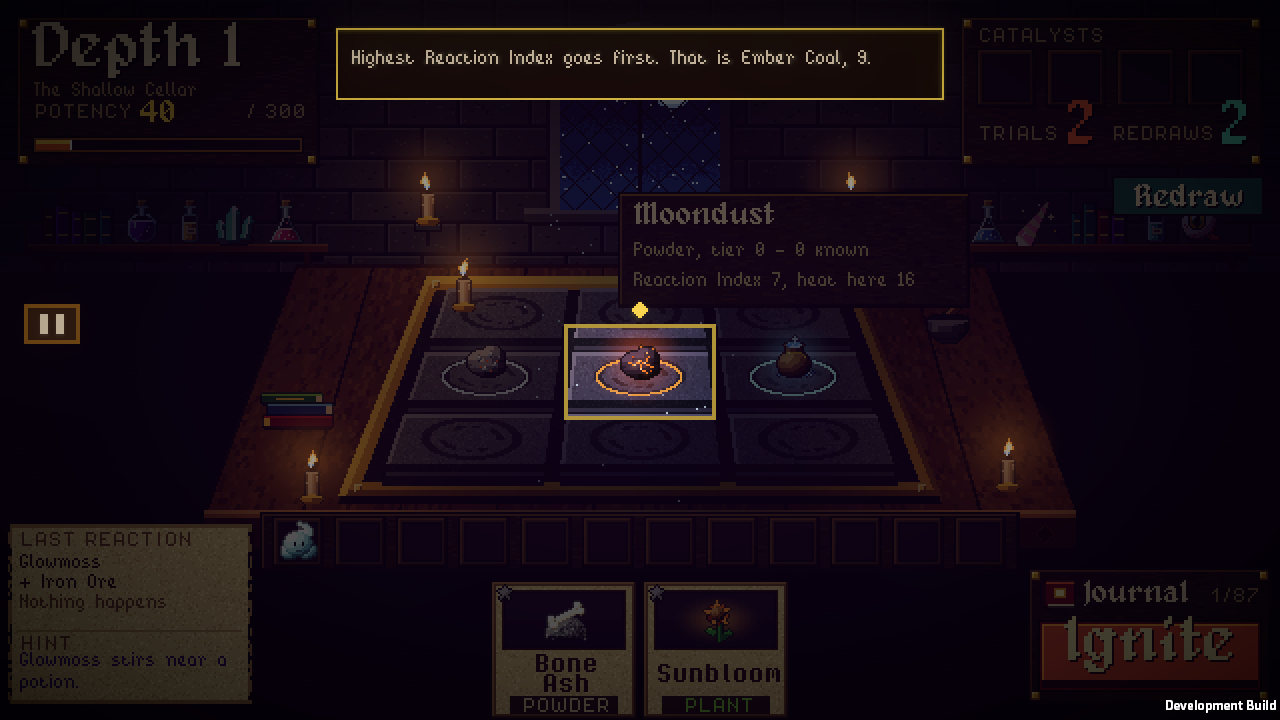 Depth 1
The Shallow Cellar
POTENCY 40 / 300
Highest Reaction Index goes first. That is Ember Coal, 9.
CATALYSTS
TRIALS 2 REDRAWS 2
Redraw
Moondust
Powder, tier 0 - 0 known
Reaction Index 7, heat here 16
LAST REACTION
Glowmoss
+ Iron Ore
Nothing happens
HINT
Glowmoss stirs near a
potion.
Bone
Ash
POWDER
Sunbloom
PLANT
Journal 1/87
Ignite
Development Build